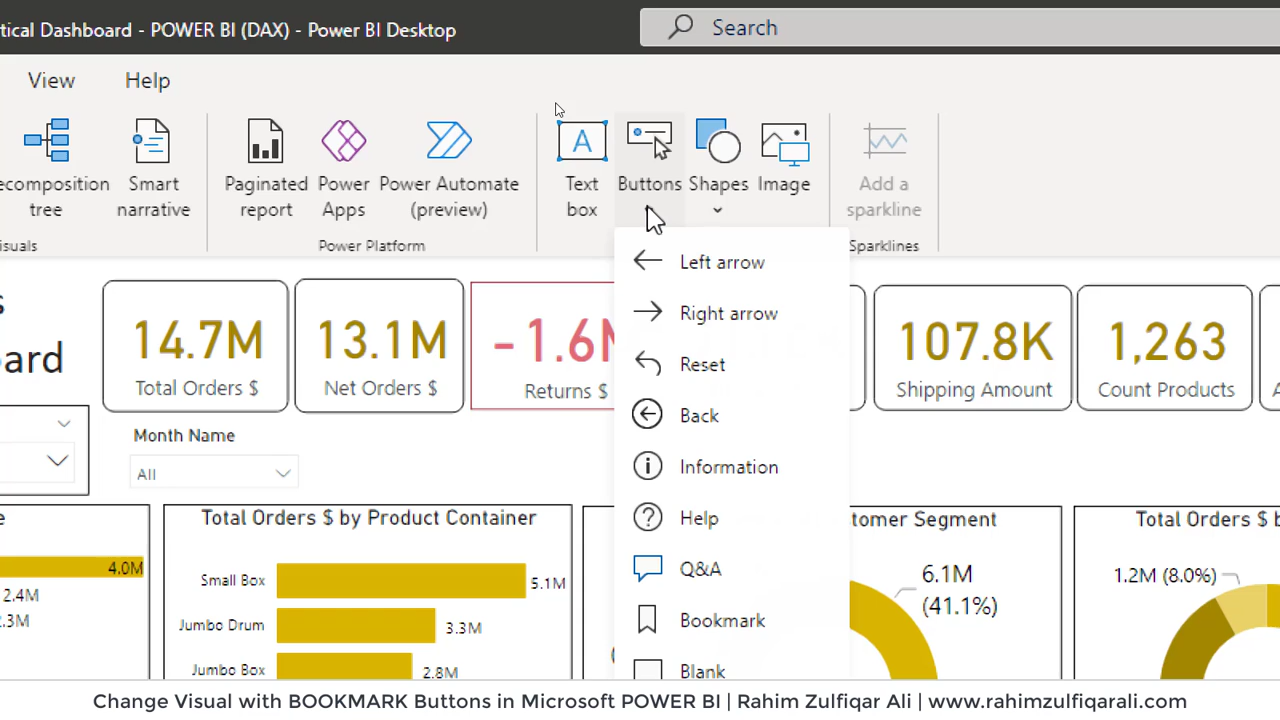 tical Dashboard - POWER BI (DAX) - Power BI Desktop
Search
View
Help
ecomposition
tree
Smart
narrative
Paginated
report
Power
Apps
Power Automate
(preview)
Text
box
Buttons
Shapes
Image
Add a
sparkline
isuals
Power Platform
Sparklines
Left arrow
Right arrow
Reset
Back
Information
Help
Q&A
Bookmark
Blank
s
oard
14.7M
Total Orders $
13.1M
Net Orders $
-1.6M
Returns $
107.8K
Shipping Amount
1,263
Count Products
A
Month Name
All
e
4.0M
2.4M
2.3M
Total Orders $ by Product Container
Small Box
5.1M
Jumbo Drum
3.3M
Jumbo Box
2.8M
tomer Segment
6.1M
(41.1%)
Total Orders $ b
1.2M (8.0%)
Change Visual with BOOKMARK Buttons in Microsoft POWER BI | Rahim Zulfiqar Ali | www.rahimzulfiqarali.com